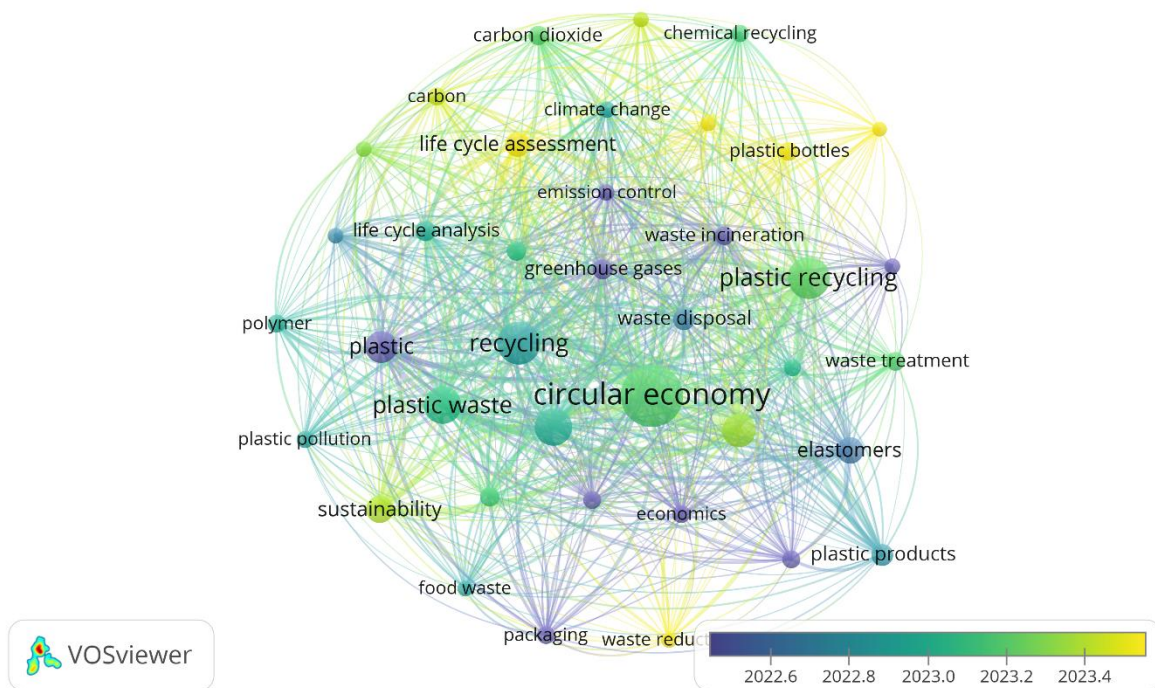 carbon dioxide
chemical recycling
carbon
climate change
life cycle assessment
plastic bottles
emission control
life cycle analysis
waste incineration
greenhouse gases
plastic recycling
waste disposal
polymer
plastic
recycling
waste treatment
circular economy
plastic waste
plastic pollution
elastomers
sustainability
economics
plastic products
food waste
packaging
waste reduct
VOSviewer
2022.6 2022.8 2023.0 2023.2 2023.4